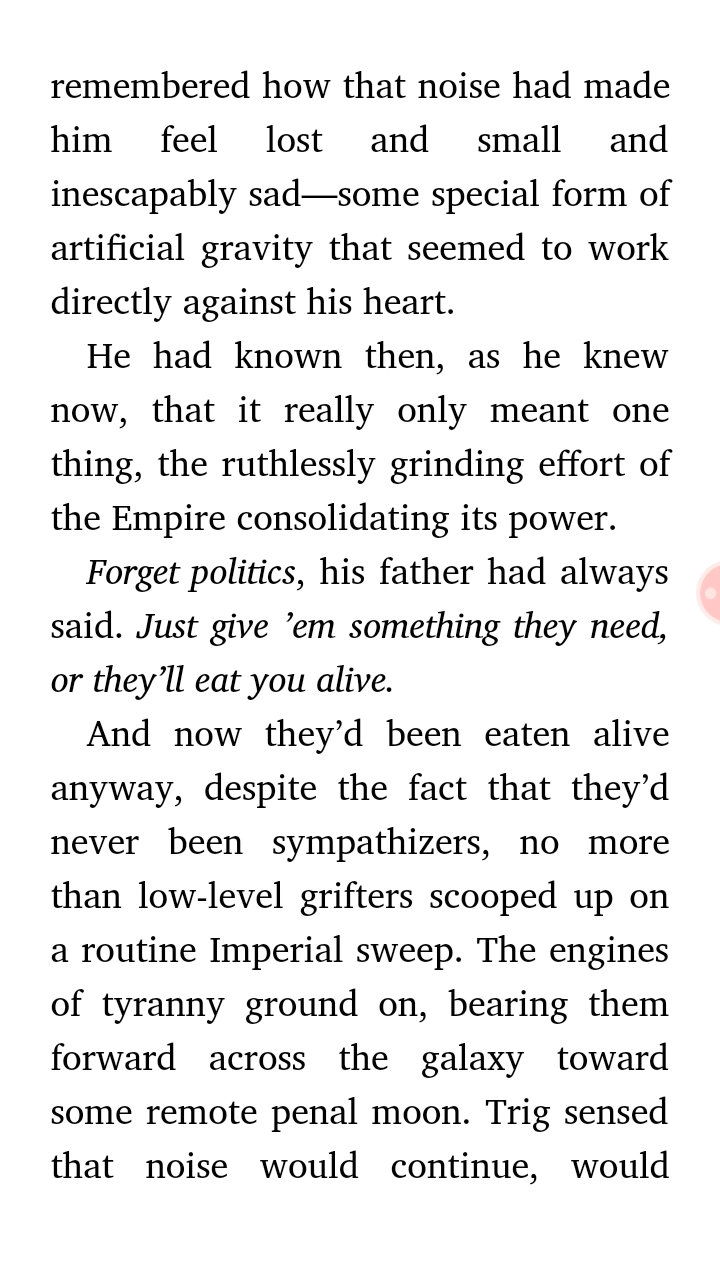 remembered how that noise had made
him feel lost and small and
inescapably sad—some special form of
artificial gravity that seemed to work
directly against his heart.
He had known then, as he knew
now, that it really only meant one
thing, the ruthlessly grinding effort of
the Empire consolidating its power.
Forget politics, his father had always
said. Just give ’em something they need,
or they’ll eat you alive.
And now they’d been eaten alive
anyway, despite the fact that they’d
never been sympathizers, no more
than low-level grifters scooped up on
a routine Imperial sweep. The engines
of tyranny ground on, bearing them
forward across the galaxy toward
some remote penal moon. Trig sensed
that noise would continue, would